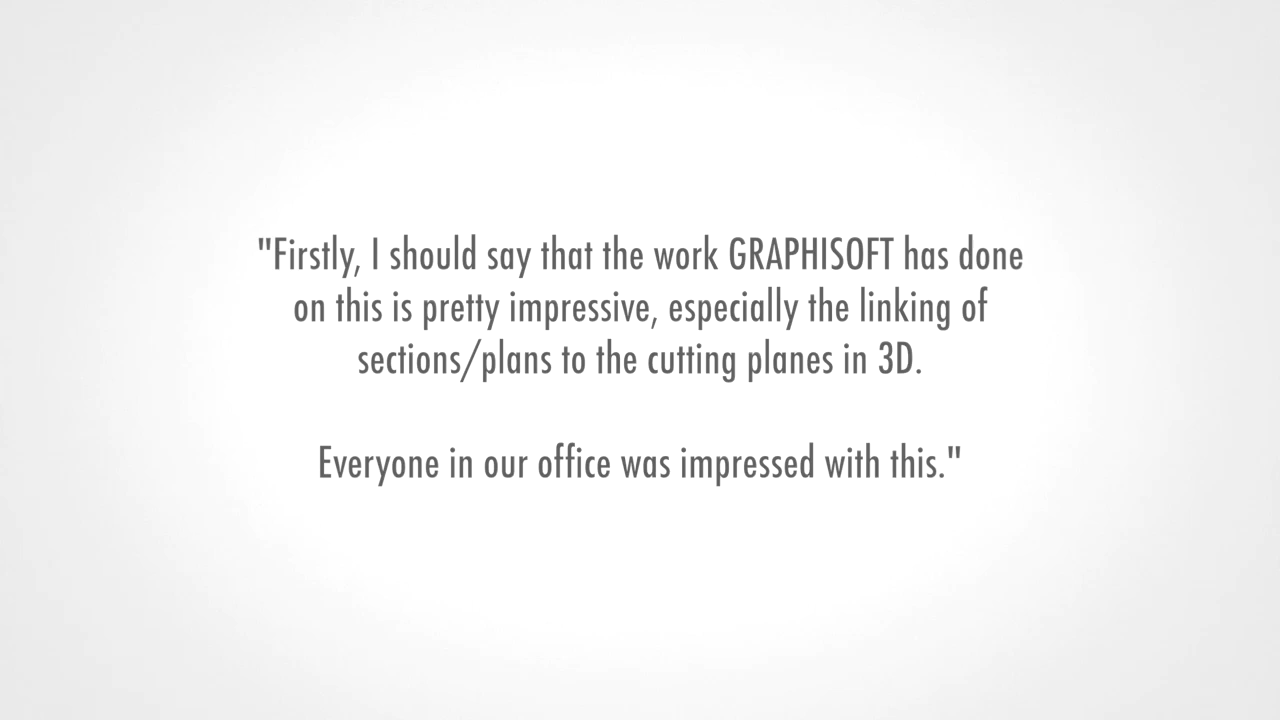 "Firstly, I should say that the work GRAPHISOFT has done
on this is pretty impressive, especially the linking of
sections/plans to the cutting planes in 3D.
Everyone in our office was impressed with this."